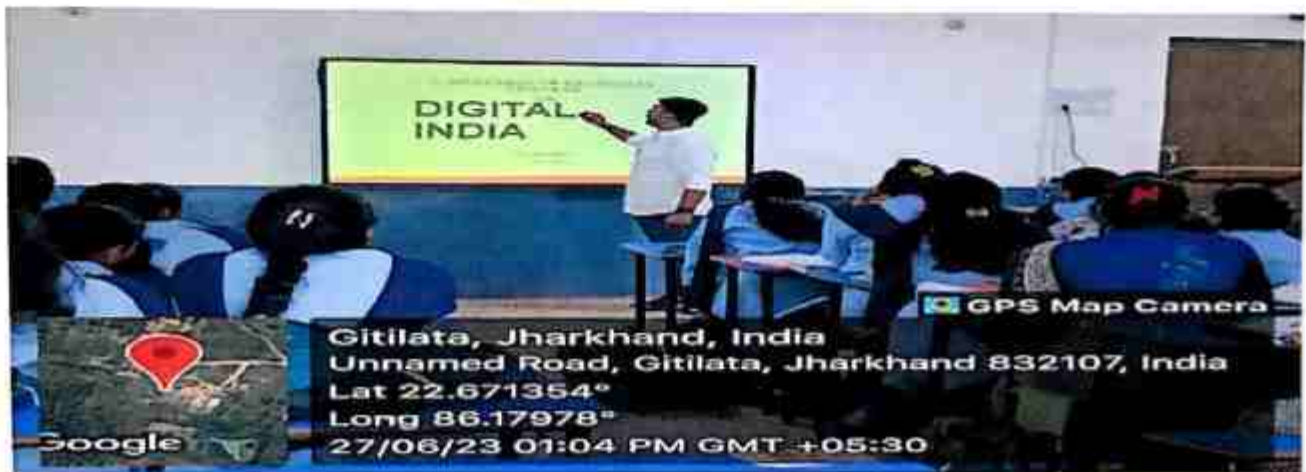 DIGITAL
INDIA
GPS Map Camera
Gitilata, Jharkhand, India
Unnamed Road, Gitilata, Jharkhand 832107, India
Lat 22.671354°
Long 86.17978°
27/06/23 01:04 PM GMT +05:30
Google